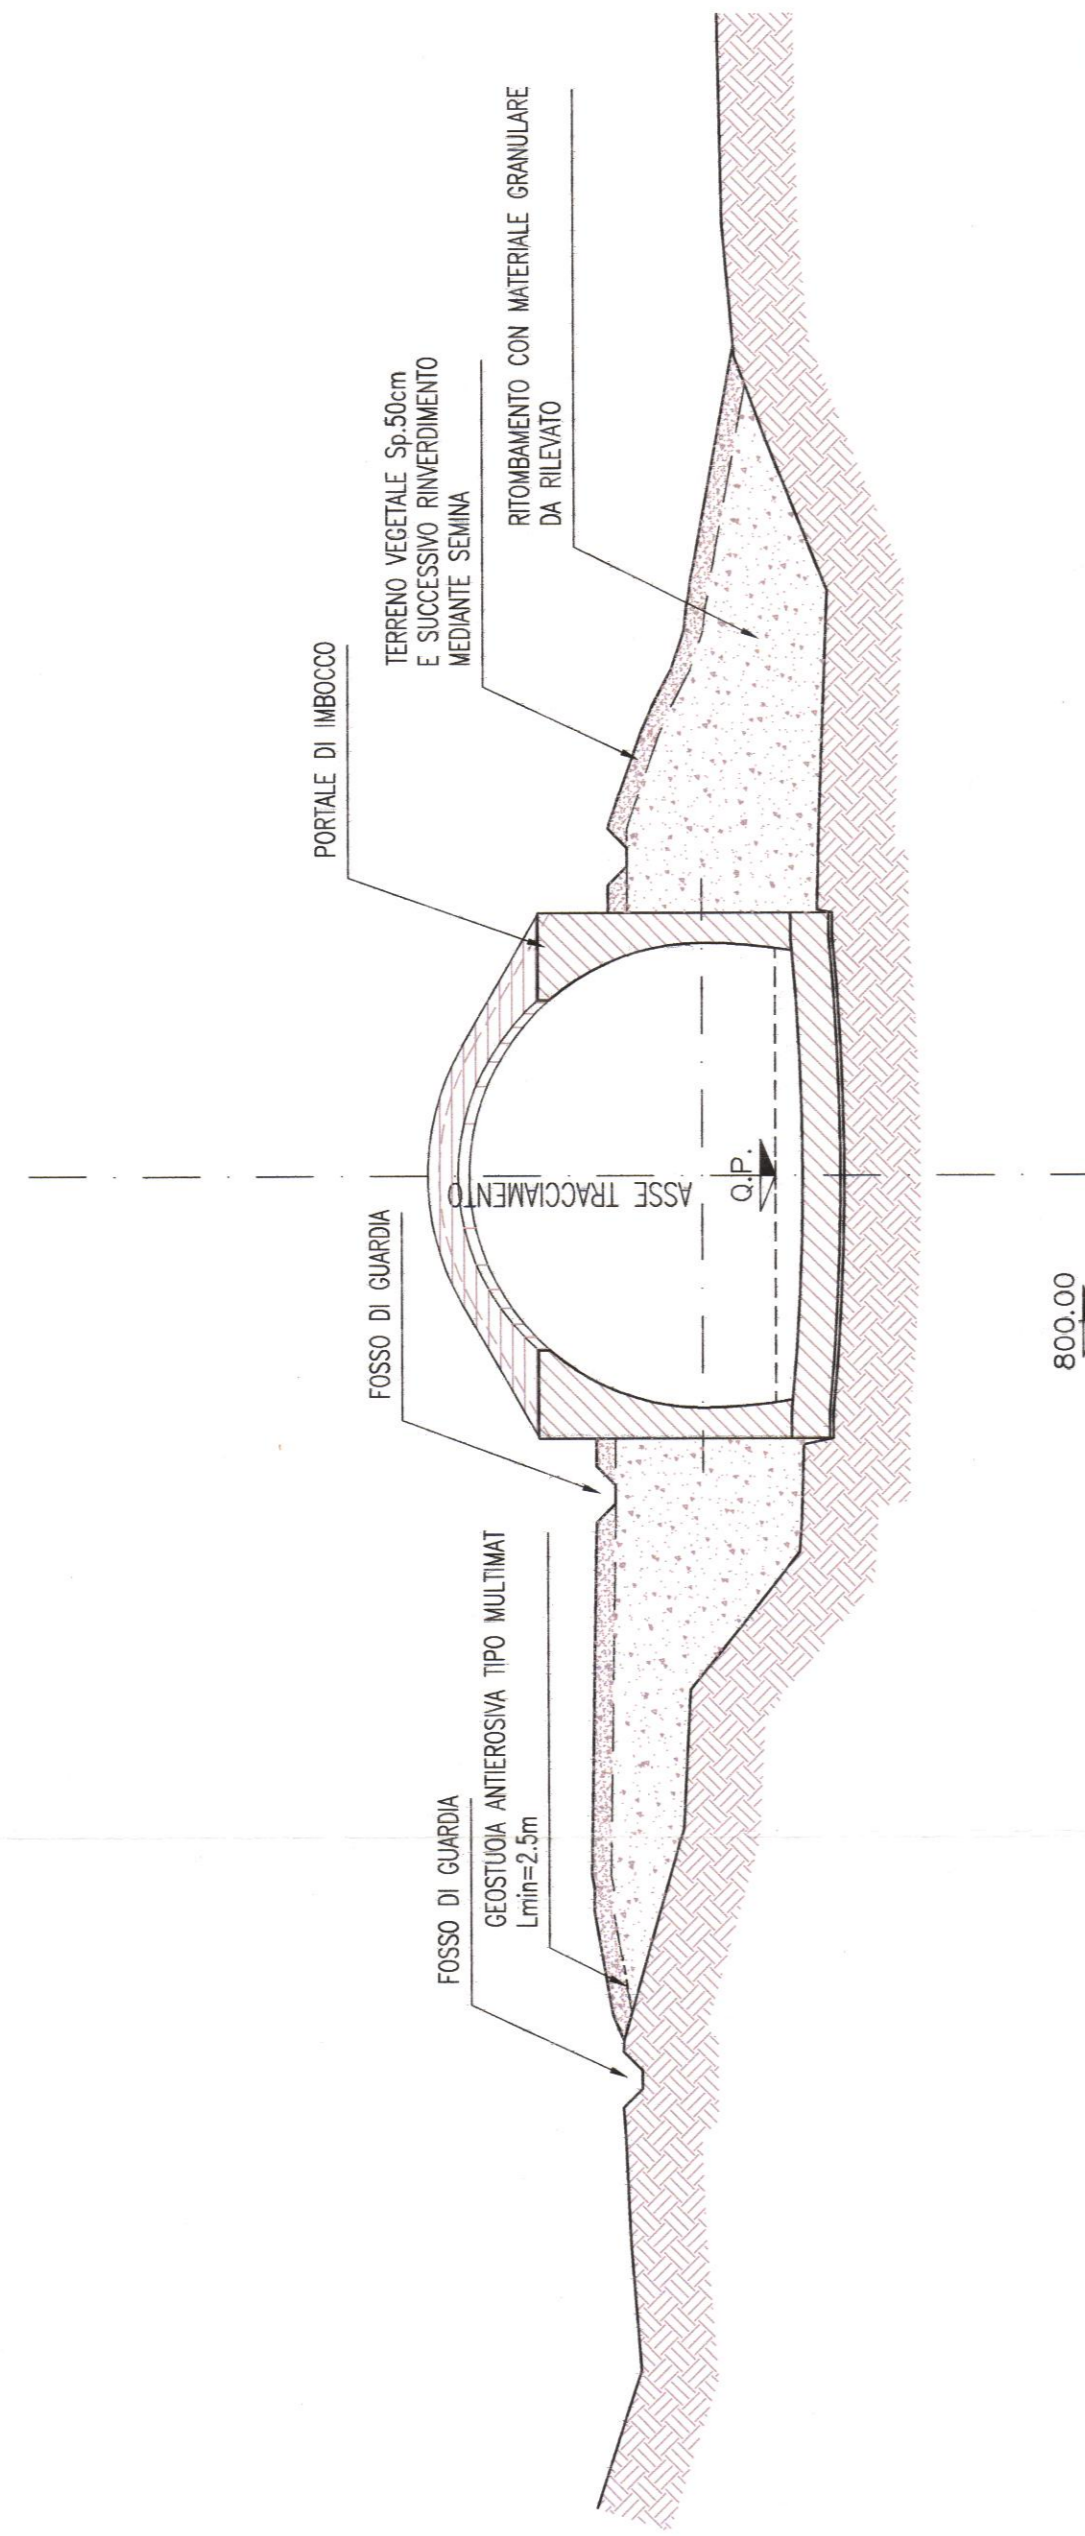 FOSSO DI GUARDIA
GEOSTUOIA ANTIEROSIVA TIPO MULTIMAT
Lmin=2.5m
FOSSO DI GUARDIA
PORTALE DI IMBOCCO
TERRENO VEGETALE Sp.50cm
E SUCCESSIVO RINVERDIMENTO
MEDIANTE SEMINA
RITOMBAMENTO CON MATERIALE GRANULARE
DA RILEVATO
ASSE TRACCIAMENTO
Q.P.
800.00